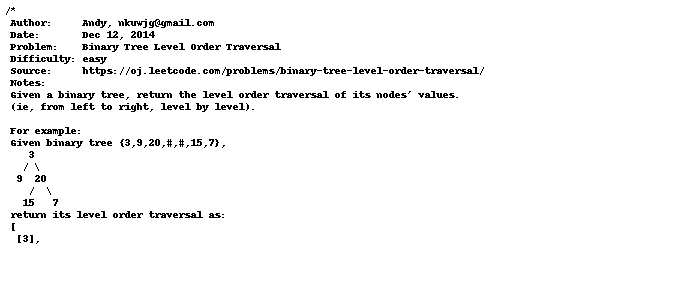 /*
 Author:     Andy, nkuwjg@gmail.com
 Date:       Dec 12, 2014
 Problem:    Binary Tree Level Order Traversal
 Difficulty: easy
 Source:     https://oj.leetcode.com/problems/binary-tree-level-order-traversal/
 Notes:
 Given a binary tree, return the level order traversal of its nodes' values.
 (ie, from left to right, level by level).

 For example:
 Given binary tree {3,9,20,#,#,15,7},
    3
   / \
  9  20
    /  \
   15   7
 return its level order traversal as:
 [
  [3],